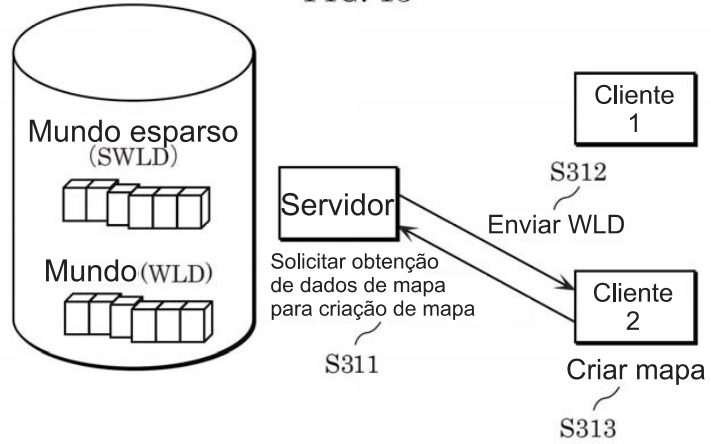 Mundo esparso
(SWLD)
Mundo (WLD)
Servidor
Solicitar obtenção
de dados de mapa
para criação de mapa
S311
Cliente
1
S312
Enviar WLD
Cliente
2
Criar mapa
S313